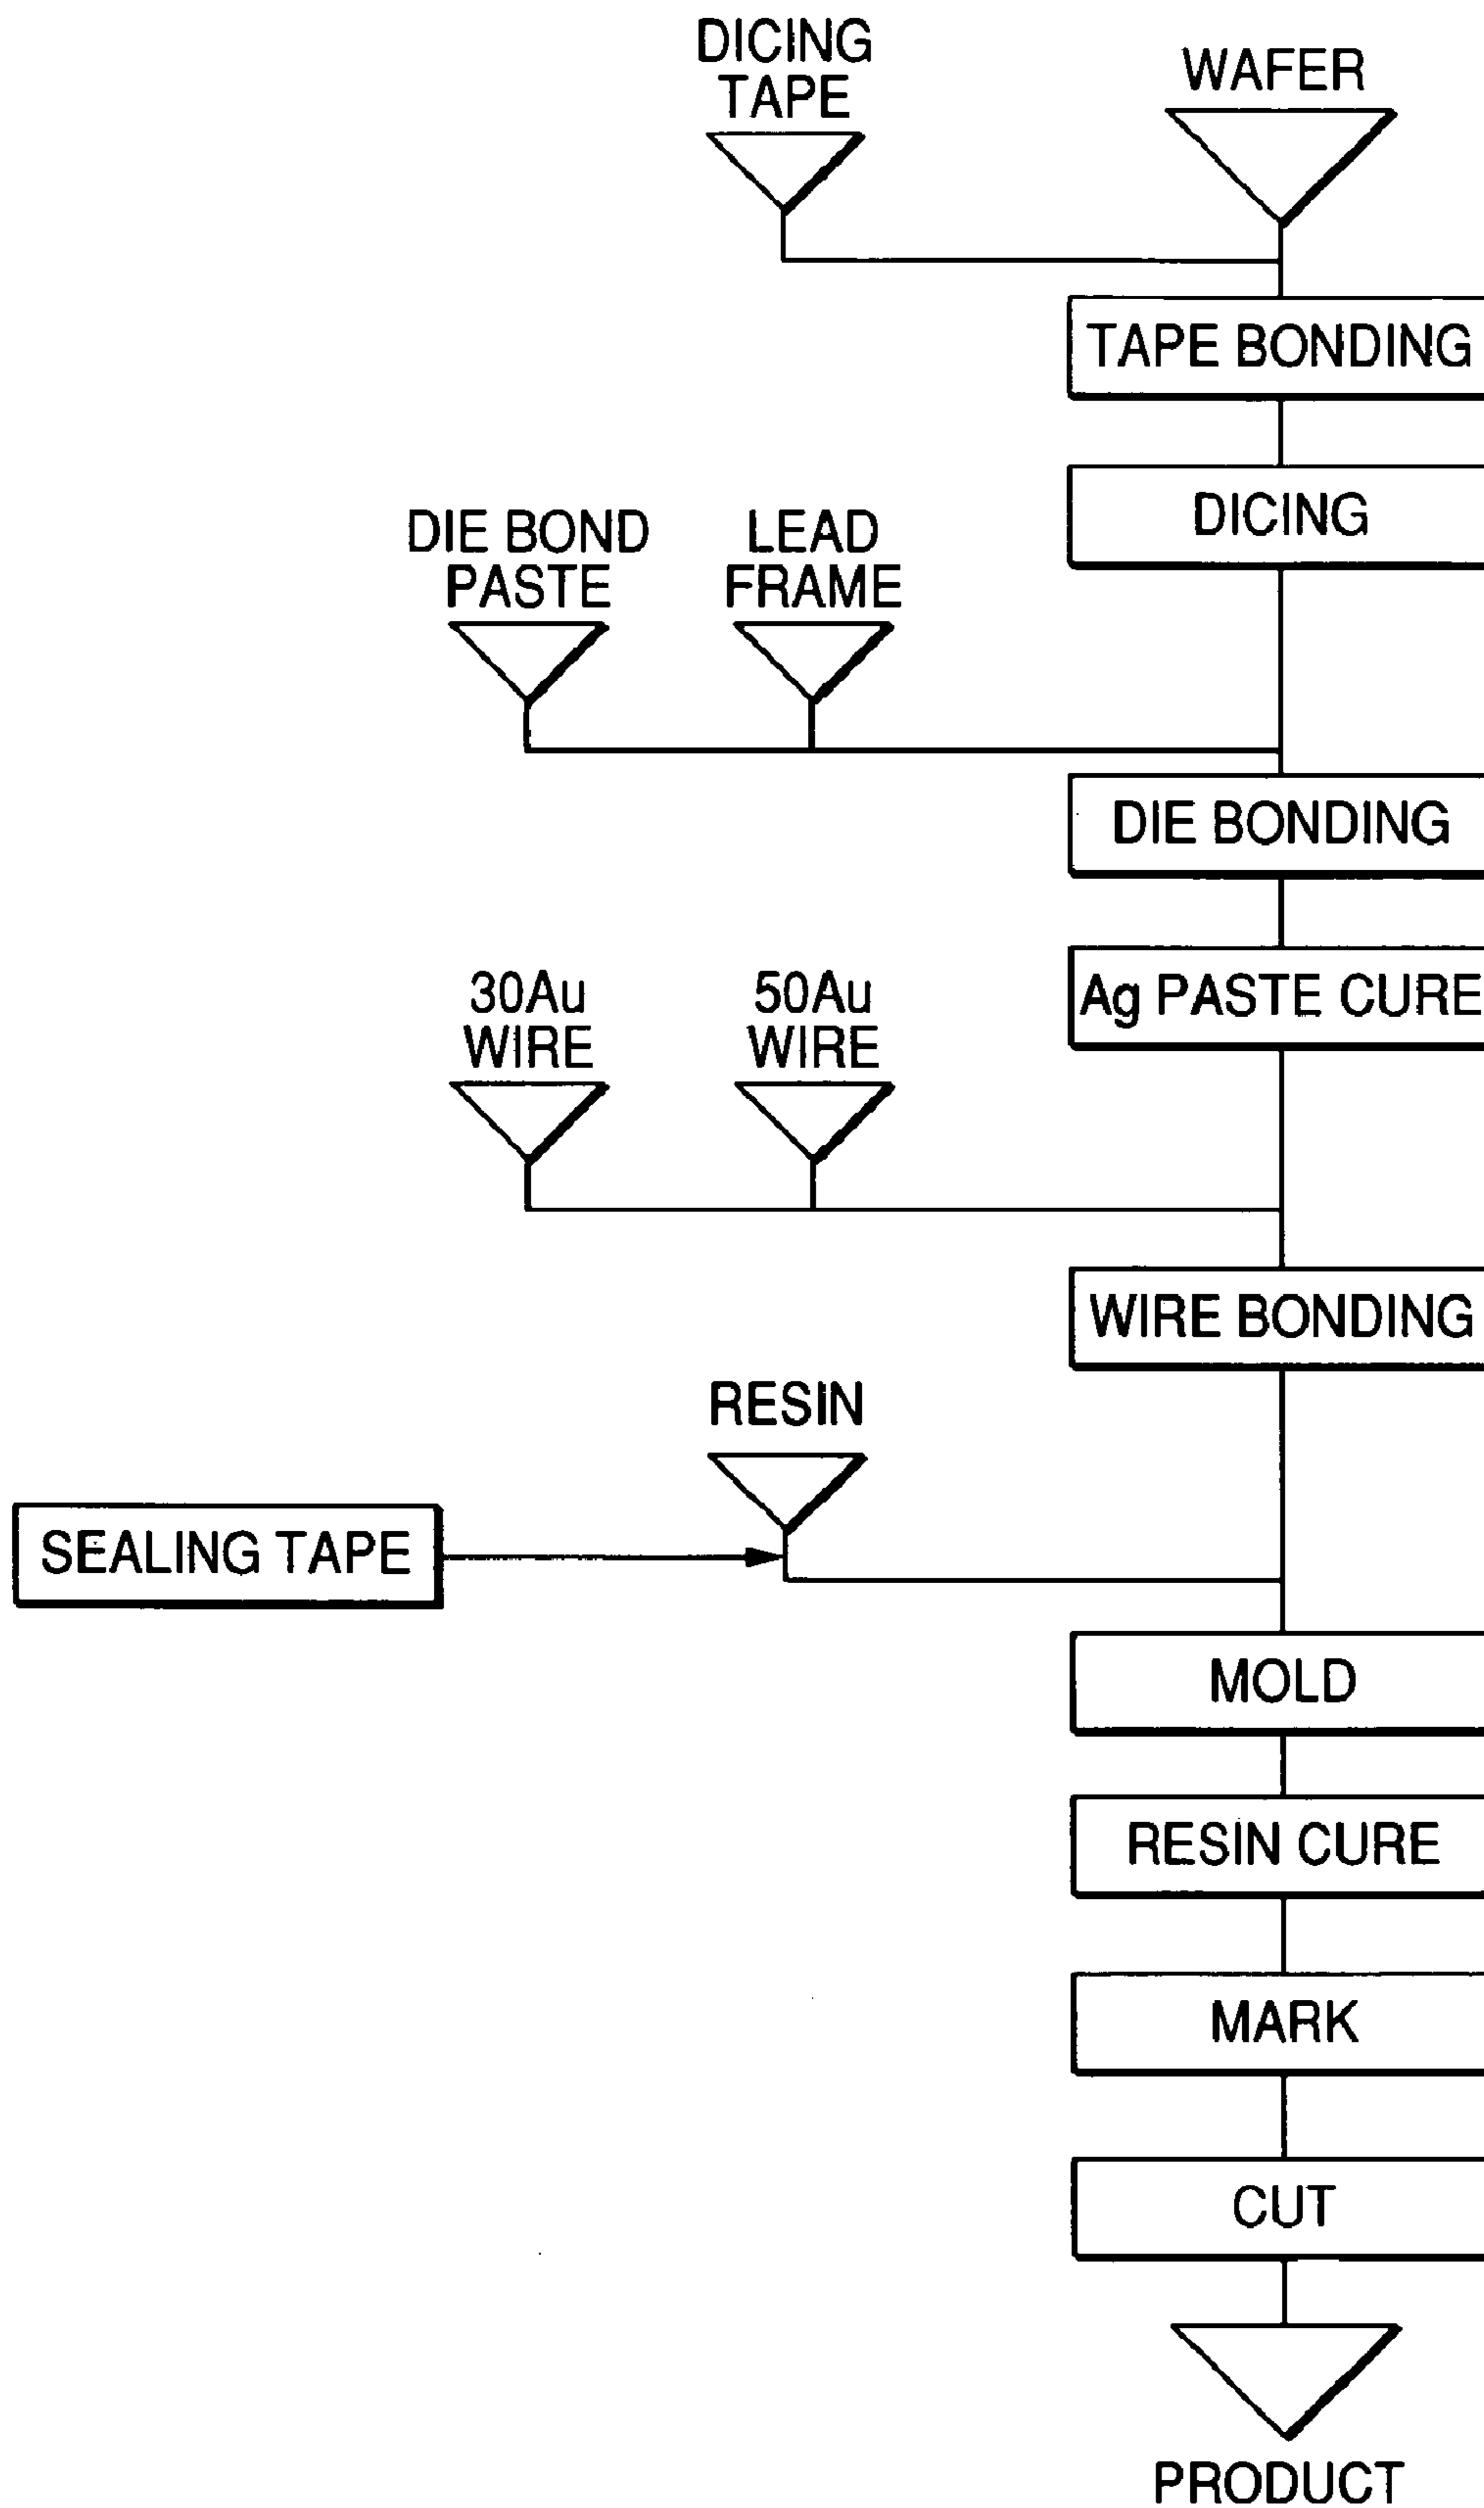 DICING
TAPE
WAFER
TAPE BONDING
DICING
DIE BOND
PASTE
LEAD
FRAME
DIE BONDING
Ag PASTE CURE
30Au
WIRE
50Au
WIRE
WIRE BONDING
RESIN
SEALING TAPE
MOLD
RESIN CURE
MARK
CUT
PRODUCT